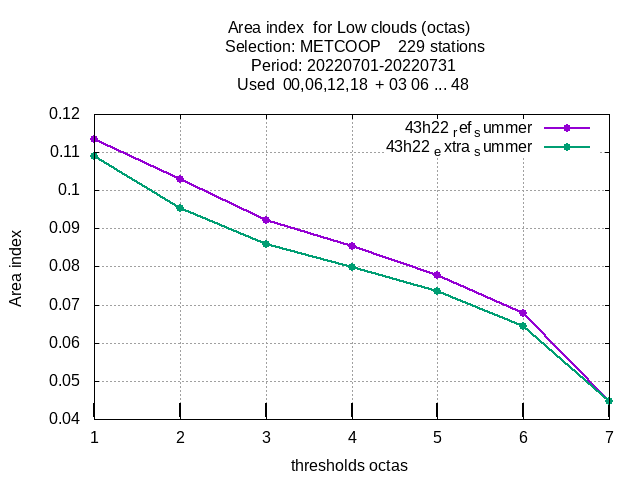 Area index  for Low clouds (octas)
Selection: METCOOP    229 stations
Period: 20220701-20220731
Used  00,06,12,18  + 03 06 ... 48
43h22 ref summer
43h22 extra summer
0.12
0.11
0.1
0.09
0.08
0.07
0.06
0.05
0.04
Area index
1 2 3 4 5 6 7
thresholds octas